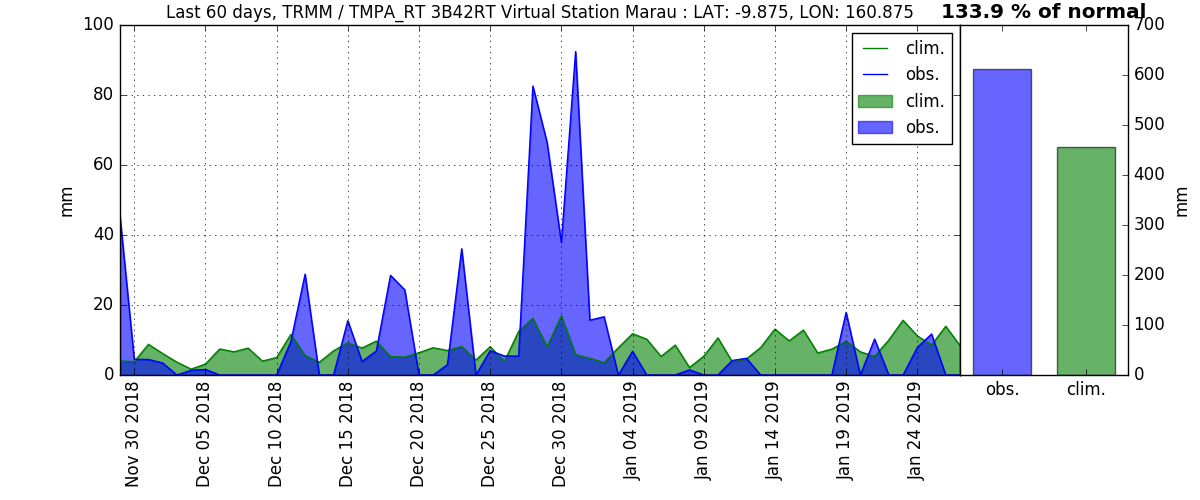 Last 60 days, TRMM / TMPA_RT 3B42RT Virtual Station Marau : LAT: -9.875, LON: 160.875
133.9 % of normal
100
80
60
40
20
0
mm
clim.
obs.
clim.
obs.
Nov 30 2018
Dec 05 2018
Dec 10 2018
Dec 15 2018
Dec 20 2018
Dec 25 2018
Dec 30 2018
Jan 04 2019
Jan 09 2019
Jan 14 2019
Jan 19 2019
Jan 24 2019
700
600
500
400
300
200
100
0
mm
obs.
clim.